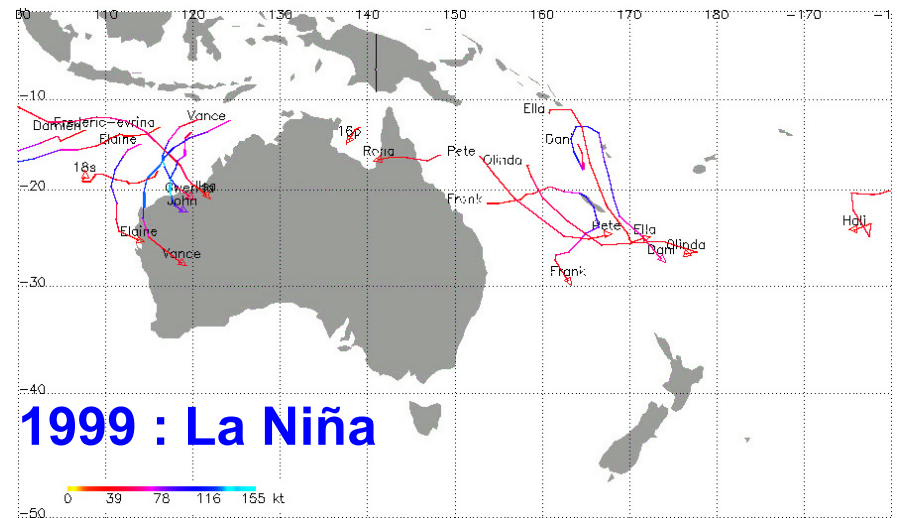 80 100 110 120 130 140 150 160 170 180 -170 -1
-10
Ella
Vance
Damien Frederic-evrina
16p
Elaine
Dani
Rona Pete Olinda
18s
-20
Gwenda
John
Frank
Hali
Elaine
Pete Ella
Vance
Dani Olinda
Frank
-30
-40
1999 : La Niña
0 39 78 116 155 kt
-50